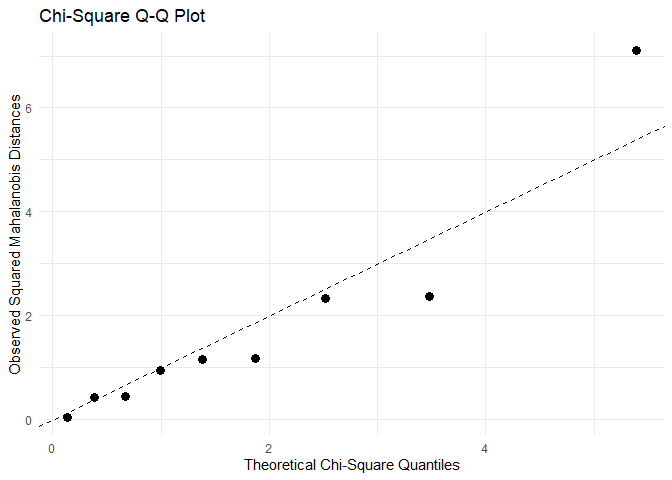 Chi-Square Q-Q Plot
Observed Squared Mahalanobis Distances
6
4
2
0
0 2 4
Theoretical Chi-Square Quantiles